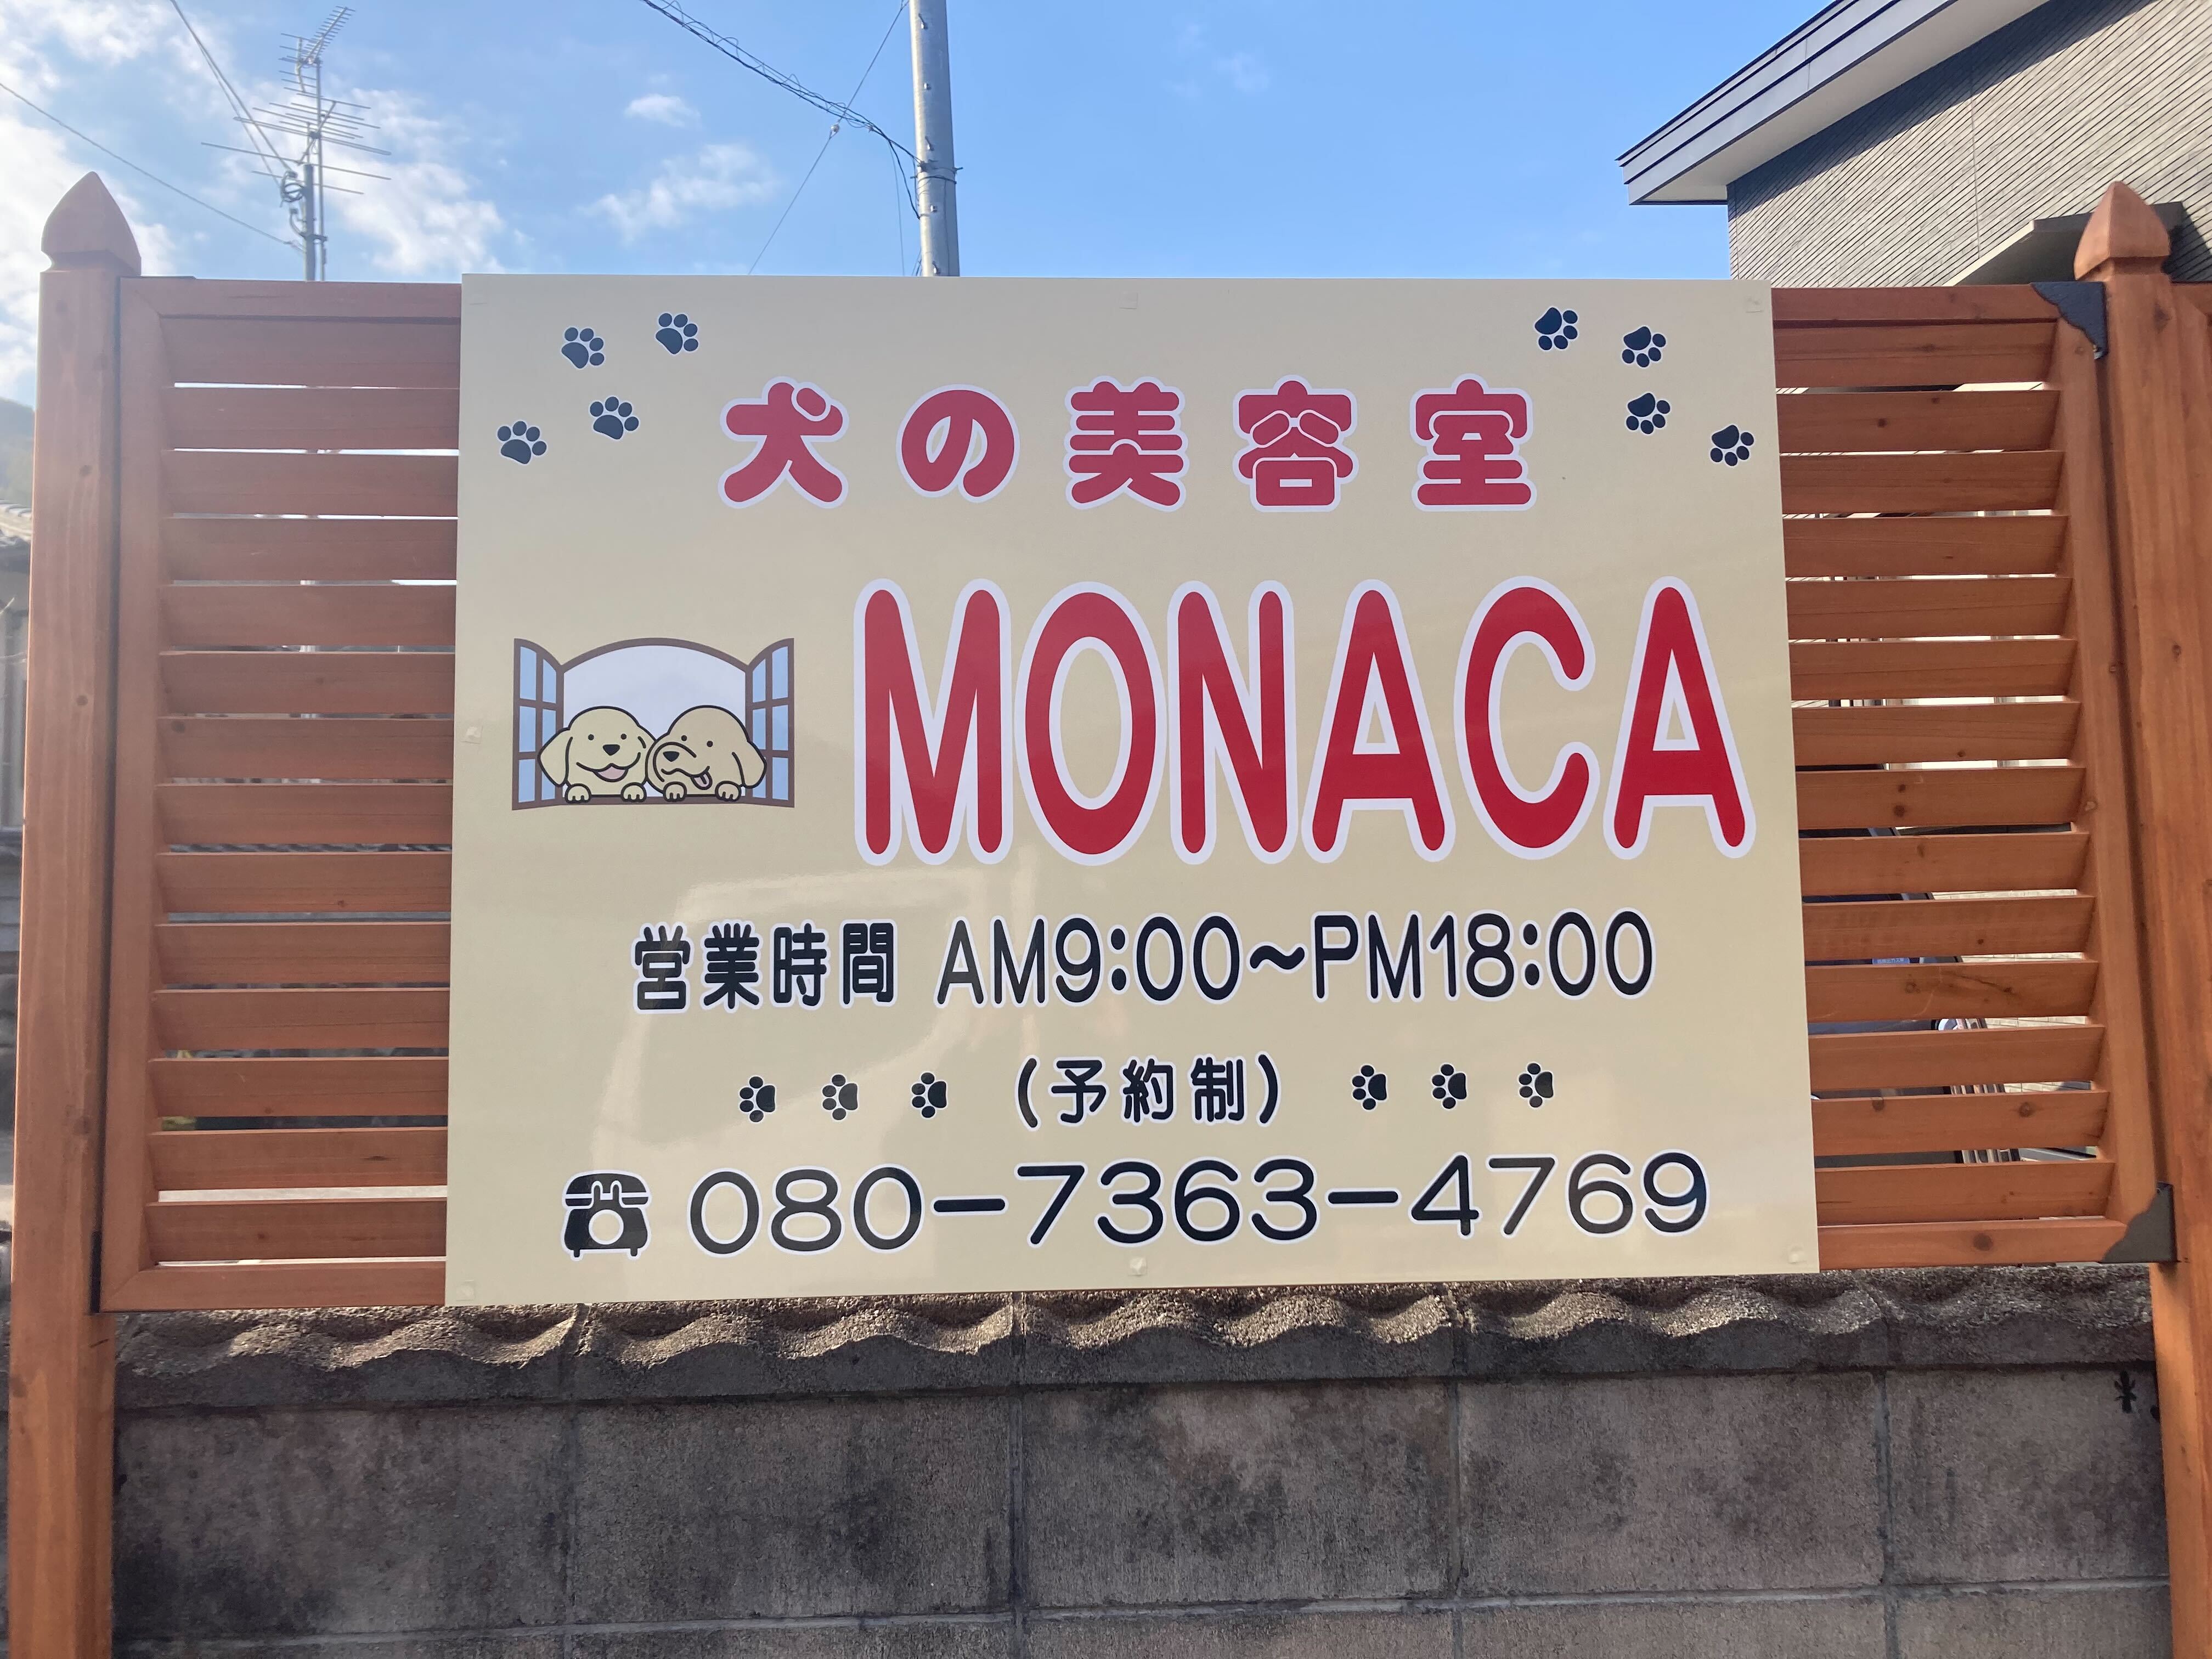 犬の美容室
MONACA
営業時間 AM9:00～PM18:00
(予約制)
☎080-7363-4769